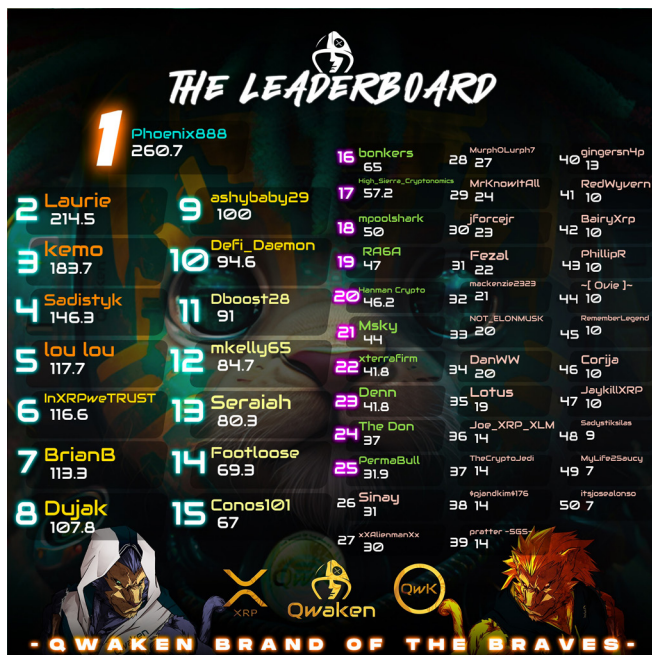 THE LEADERBOARD
1 Phoenix888
260.7
2 Laurie
214.5
3 kemo
183.7
4 Sadistyk
146.3
5 lou lou
117.7
6 InXRPweTRUST
116.6
7 BrianB
113.3
8 Dujak
107.8
9 ashybaby29
100
10 Defi_Daemon
94.6
11 Dboost28
91
12 mkelly65
84.7
13 Seraiah
80.3
14 Footloose
69.3
15 Conos101
67
16 bonkers
65
17 High_Sierra_Cryptonomics
57.2
18 mpoolshark
50
19 RA6A
47
20 Hanman Crypto
46.2
21 Msky
44
22 xterrafirm
41.8
23 Denn
41.8
24 The Don
37
25 PermaBull
31.9
26 Sinay
31
27 xXAlienmanXx
30
28 MurphOLurph7
27
29 MrKnowItAll
24
30 jforcejr
23
31 Fezal
22
32 mackenzie2323
21
33 NOT_ELONMUSK
20
34 DanWW
20
35 Lotus
19
36 Joe_XRP_XLM
14
37 TheCryptoJedi
14
38 $pjandkim$176
14
39 pratter ~SGS~
14
40 gingersn4p
13
41 RedWyvern
10
42 BairyXrp
10
43 PhillipR
10
44 ~[ Ovie ]~
10
45 RememberLegend
10
46 Corija
10
47 JaykillXRP
10
48 Sadystiksilas
9
49 MyLife2Saucy
7
50 itsjosealonso
7
XRP
Qwaken
QWK
- QWAKEN BRAND OF THE BRAVES-